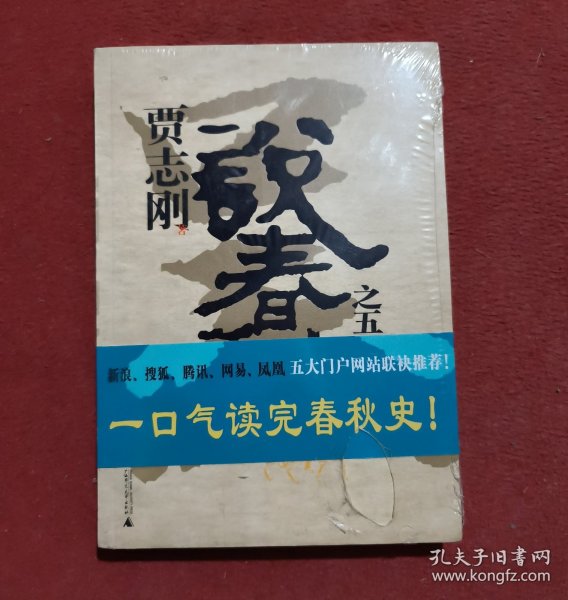 贾志刚
说春
之五
新浪、搜狐、腾讯、网易、凤凰 五大门户网站联袂推荐！
一口气读完春秋史！
孔夫子旧书网
www.kongfz.com